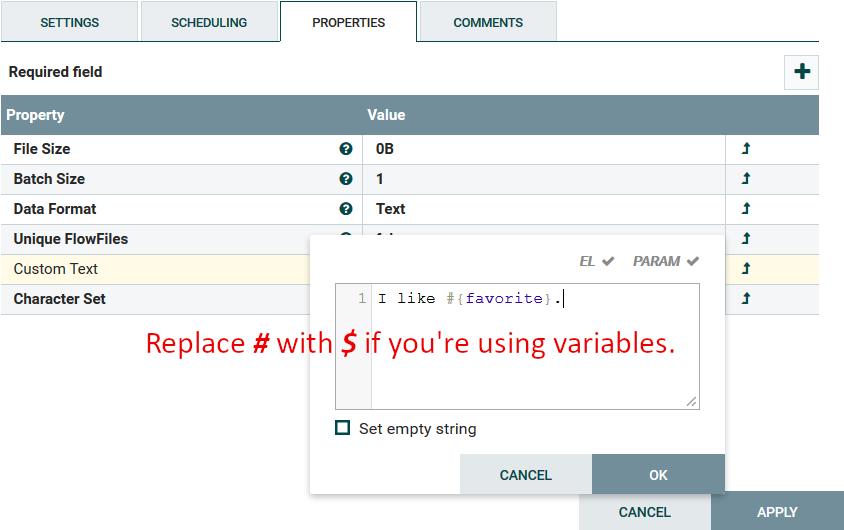 SETTINGS SCHEDULING PROPERTIES COMMENTS
Required field
Property Value
File Size 0B
Batch Size 1
Data Format Text
Unique FlowFiles
Custom Text
Character Set
EL PARAM
1 I like #{favorite}.
Replace # with $ if you're using variables.
Set empty string
CANCEL OK
CANCEL APPLY